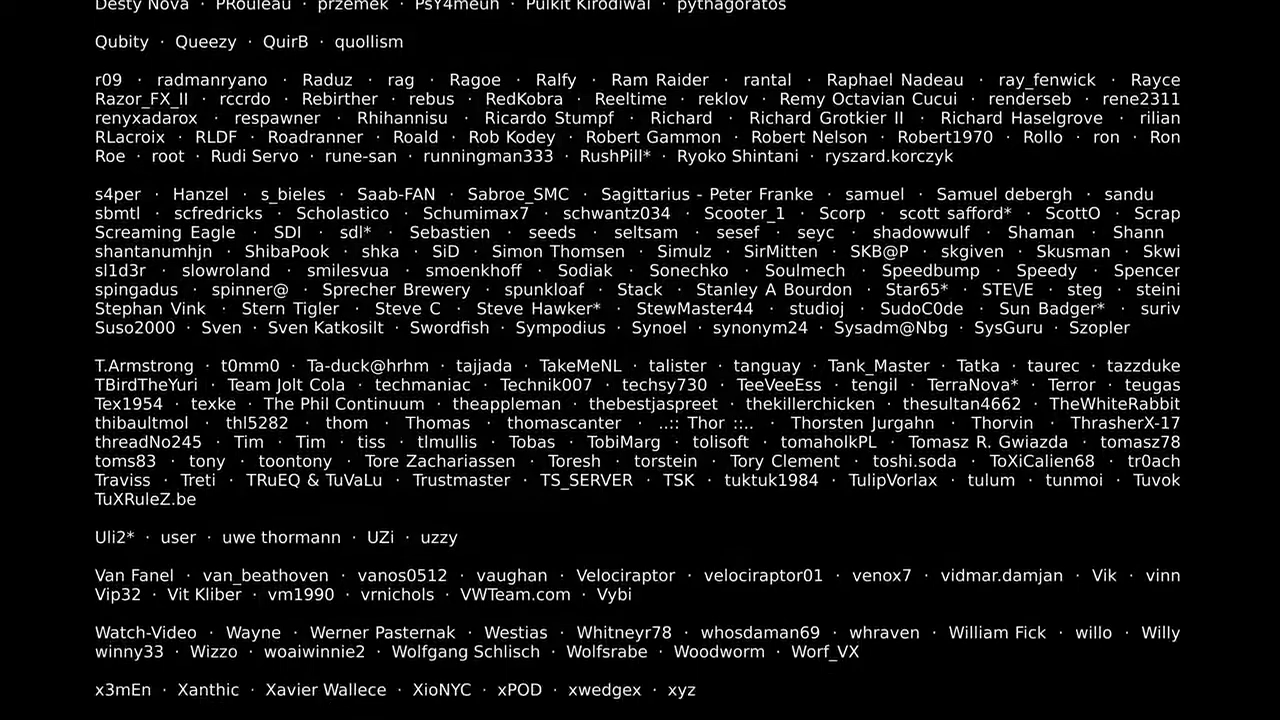 Desty Nova · PRouleau · przemek · PsY4meuh · Pulkit Kirodiwal · pythagoratos
Qubity · Queezy · QuirB · quollism
r09 · radmanryano · Raduz · rag · Ragoe · Ralfy · Ram Raider · rantal · Raphael Nadeau · ray_fenwick · Rayce
Razor_FX_II · rccrdo · Rebirther · rebus · RedKobra · Reeltime · reklov · Remy Octavian Cucui · renderseb · rene2311
renyxadarox · respawner · Rhihannisu · Ricardo Stumpf · Richard · Richard Grotkier II · Richard Haselgrove · rilian
RLacroix · RLDF · Roadranner · Roald · Rob Kodey · Robert Gammon · Robert Nelson · Robert1970 · Rollo · ron · Ron
Roe · root · Rudi Servo · rune-san · runningman333 · RushPill* · Ryoko Shintani · ryszard.korczyk
s4per · Hanzel · s_bieles · Saab-FAN · Sabroe_SMC · Sagittarius - Peter Franke · samuel · Samuel debergh · sandu
sbmtl · scfredricks · Scholastico · Schumimax7 · schwantz034 · Scooter_1 · Scorp · scott safford* · ScottO · Scrap
Screaming Eagle · SDI · sdl* · Sebastien · seeds · seltsam · sesef · seyc · shadowwulf · Shaman · Shann
shantanumhjn · ShibaPook · shka · SiD · Simon Thomsen · Simulz · SirMitten · SKB@P · skgiven · Skusman · Skwi
sl1d3r · slowroland · smilesvua · smoenkhoff · Sodiak · Sonechko · Soulmech · Speedbump · Speedy · Spencer
spingadus · spinner@ · Sprecher Brewery · spunkloaf · Stack · Stanley A Bourdon · Star65* · STE\/E · steg · steini
Stephan Vink · Stern Tigler · Steve C · Steve Hawker* · StewMaster44 · studioj · SudoC0de · Sun Badger* · suriv
Suso2000 · Sven · Sven Katkosilt · Swordfish · Sympodius · Synoel · synonym24 · Sysadm@Nbg · SysGuru · Szopler
T.Armstrong · t0mm0 · Ta-duck@hrhm · tajjada · TakeMeNL · talister · tanguay · Tank_Master · Tatka · taurec · tazzduke
TBirdTheYuri · Team Jolt Cola · techmaniac · Technik007 · techsy730 · TeeVeeEss · tengil · TerraNova* · Terror · teugas
Tex1954 · texke · The Phil Continuum · theappleman · thebestjaspreet · thekillerchicken · thesultan4662 · TheWhiteRabbit
thibaultmol · thl5282 · thom · Thomas · thomascanter · ..:: Thor ::.. · Thorsten Jurgahn · Thorvin · ThrasherX-17
threadNo245 · Tim · Tim · tiss · tlmullis · Tobas · TobiMarg · tolisoft · tomaholkPL · Tomasz R. Gwiazda · tomasz78
toms83 · tony · toontony · Tore Zachariassen · Toresh · torstein · Tory Clement · toshi.soda · ToXiCalien68 · tr0ach
Traviss · Treti · TRuEQ & TuVaLu · Trustmaster · TS_SERVER · TSK · tuktuk1984 · TulipVorlax · tulum · tunmoi · Tuvok
TuXRuleZ.be
Uli2* · user · uwe thormann · UZi · uzzy
Van Fanel · van_beathoven · vanos0512 · vaughan · Velociraptor · velociraptor01 · venox7 · vidmar.damjan · Vik · vinn
Vip32 · Vit Kliber · vm1990 · vrnichols · VWTeam.com · Vybi
Watch-Video · Wayne · Werner Pasternak · Westias · Whitneyr78 · whosdaman69 · whraven · William Fick · willo · Willy
winny33 · Wizzo · woaiwinnie2 · Wolfgang Schlisch · Wolfsrabe · Woodworm · Worf_VX
x3mEn · Xanthic · Xavier Wallece · XioNYC · xPOD · xwedgex · xyz